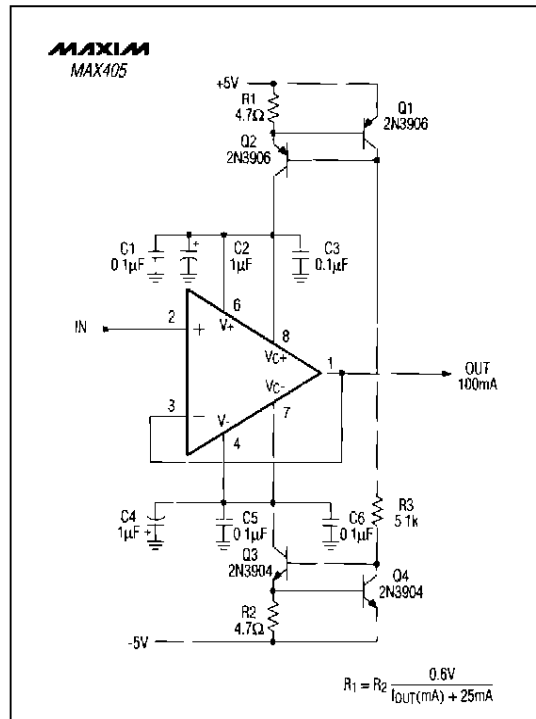 MAXIM
MAX405
+5V
R1
4.7Ω
Q1
2N3906
Q2
2N3906
C1
0 1μF
+
C2
1μF
C3
0.1μF
6
V+
IN
2
+
8
VC+
1
OUT
100mA
VC-
3
−
V-
7
4
R3
5 1k
C4
1μF
+
C5
0 1μF
C6
0 1μF
Q3
2N3904
Q4
2N3904
R2
4.7Ω
-5V
R1 = R2 0.6V / IOUT(mA) + 25mA